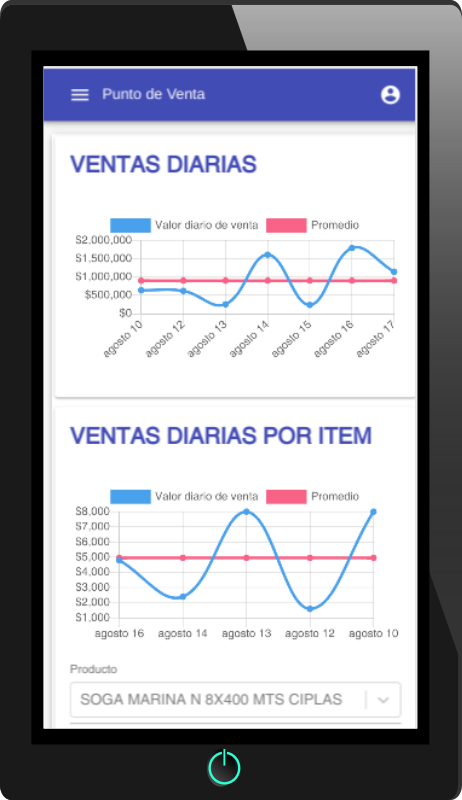 Punto de Venta
VENTAS DIARIAS
Valor diario de venta Promedio
$2,000,000
$1,500,000
$1,000,000
$500,000
$0
agosto 10 agosto 12 agosto 13 agosto 14 agosto 15 agosto 16 agosto 17
VENTAS DIARIAS POR ITEM
Valor diario de venta Promedio
$8,000
$7,000
$6,000
$5,000
$4,000
$3,000
$2,000
$1,000
agosto 16 agosto 14 agosto 13 agosto 12 agosto 10
Producto
SOGA MARINA N 8X400 MTS CIPLAS